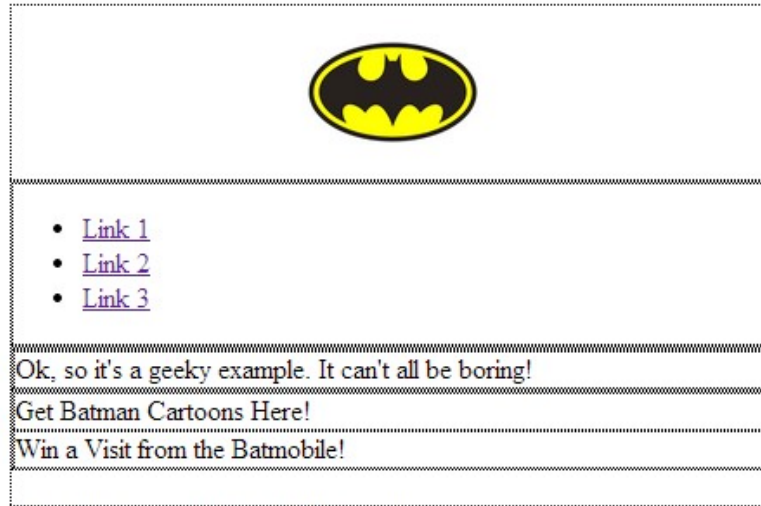 Link 1
Link 2
Link 3
Ok, so it's a geeky example. It can't all be boring!
Get Batman Cartoons Here!
Win a Visit from the Batmobile!